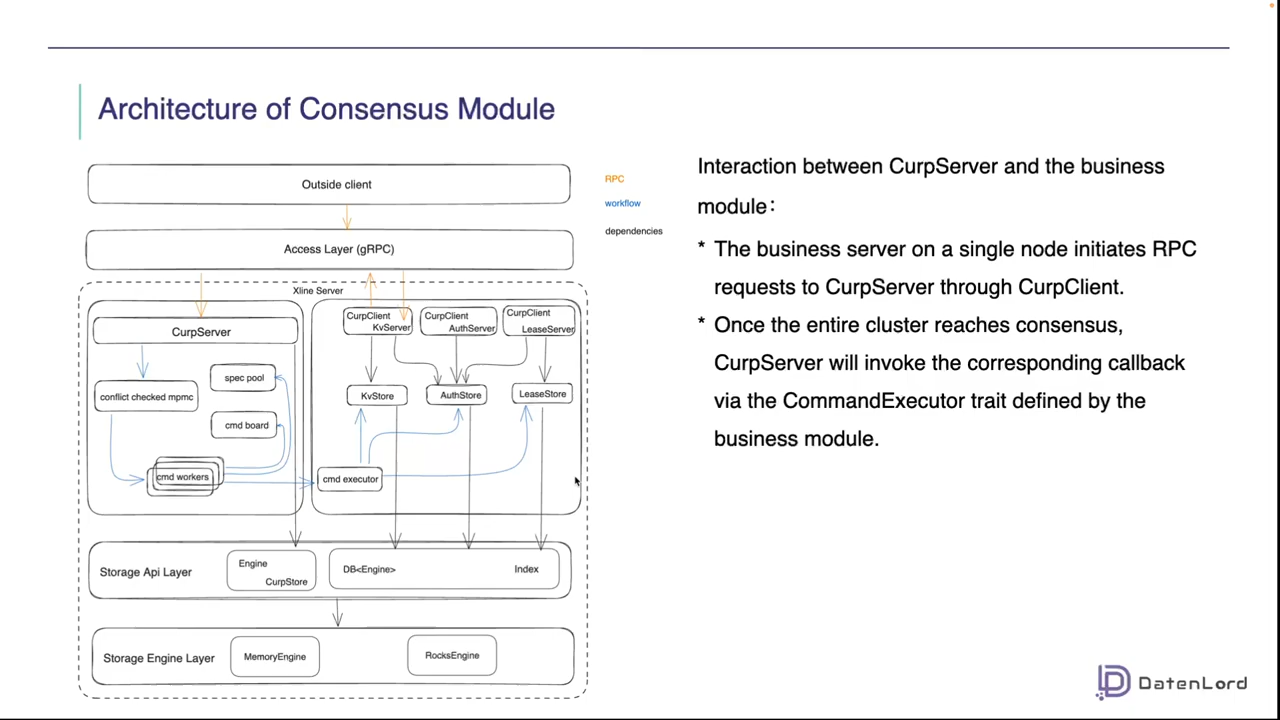 Architecture of Consensus Module
Outside client
Access Layer (gRPC)
Xline Server
CurpServer
conflict checked mpmc
spec pool
cmd board
cmd workers
CurpClient
KvServer
CurpClient
AuthServer
CurpClient
LeaseServer
KvStore
AuthStore
LeaseStore
cmd executor
Storage Api Layer
Engine
CurpStore
DB<Engine>
Index
Storage Engine Layer
MemoryEngine
RocksEngine
RPC
workflow
dependencies
Interaction between CurpServer and the business
module：
* The business server on a single node initiates RPC
requests to CurpServer through CurpClient.
* Once the entire cluster reaches consensus,
CurpServer will invoke the corresponding callback
via the CommandExecutor trait defined by the
business module.
DatenLord